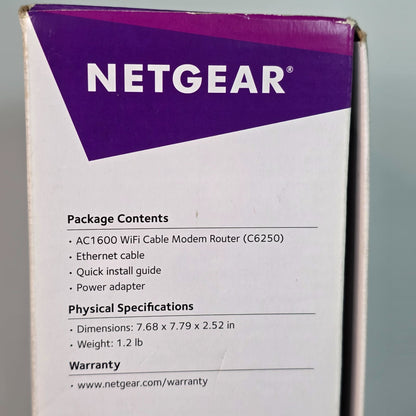 NETGEAR®
Package Contents
• AC1600 WiFi Cable Modem Router (C6250)
• Ethernet cable
• Quick install guide
• Power adapter
Physical Specifications
• Dimensions: 7.68 x 7.79 x 2.52 in
• Weight: 1.2 lb
Warranty
• www.netgear.com/warranty